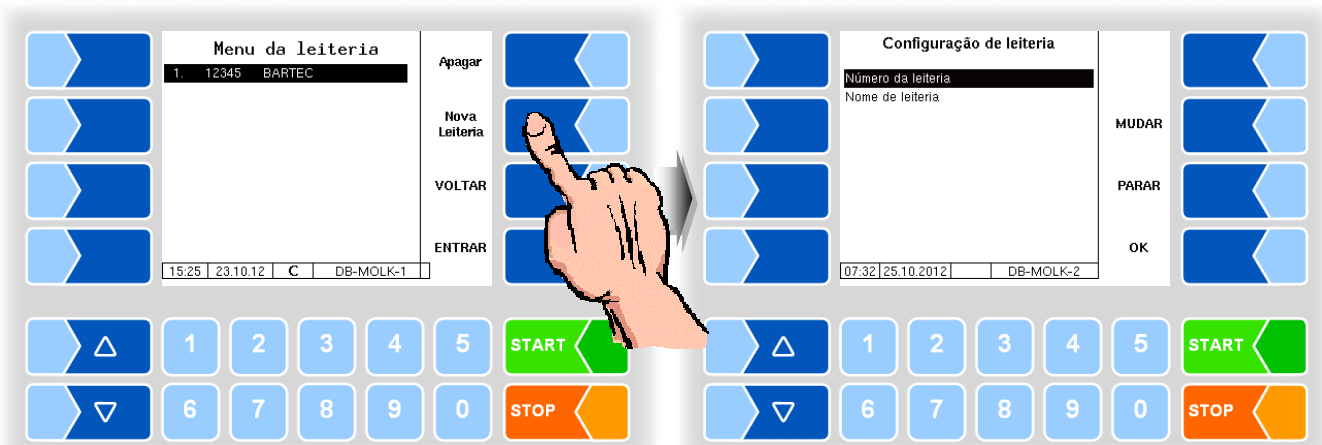 Menu da leiteria
1. 12345 BARTEC
Apagar
Nova
Leiteria
VOLTAR
ENTRAR
15:25 23.10.12 C DB-MOLK-1
1 2 3 4 5 START
6 7 8 9 0 STOP
Configuração de leiteria
Número da leiteria
Nome de leiteria
MUDAR
PARAR
OK
07:32 25.10.2012 DB-MOLK-2
1 2 3 4 5 START
6 7 8 9 0 STOP